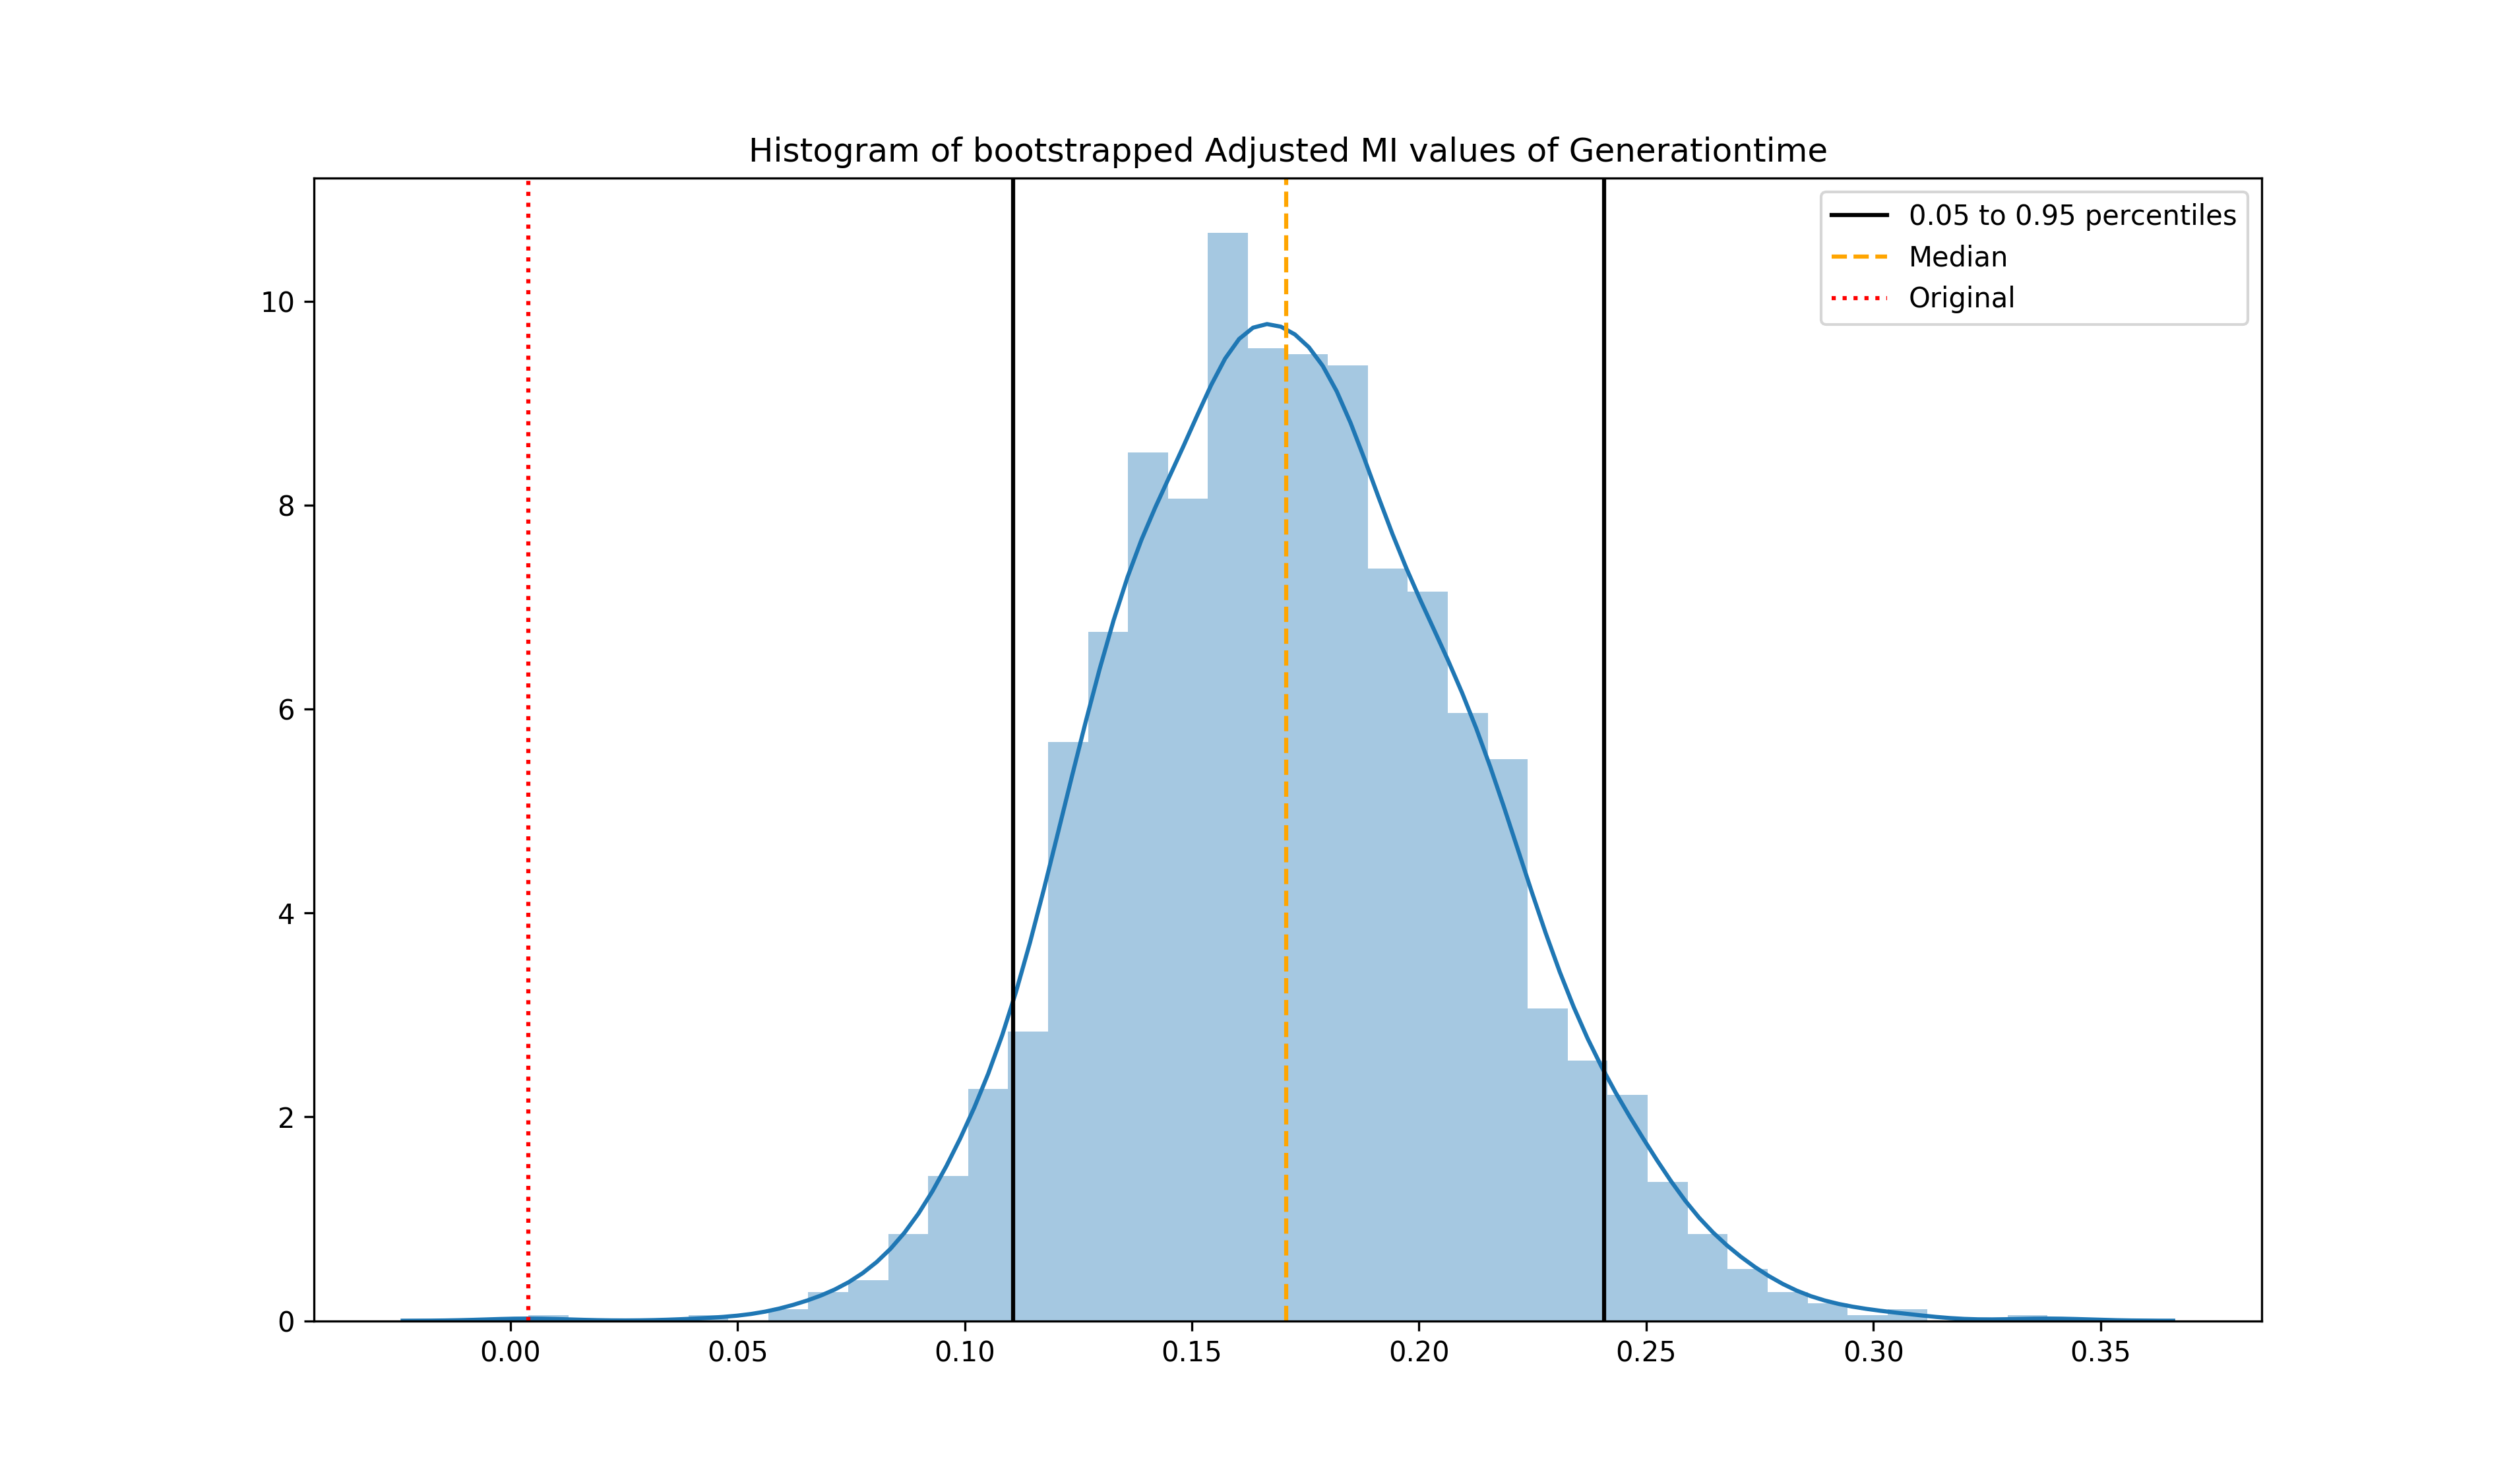 Histogram of bootstrapped Adjusted MI values of Generationtime
0.05 to 0.95 percentiles
Median
Original
10
8
6
4
2
0
0.00 0.05 0.10 0.15 0.20 0.25 0.30 0.35